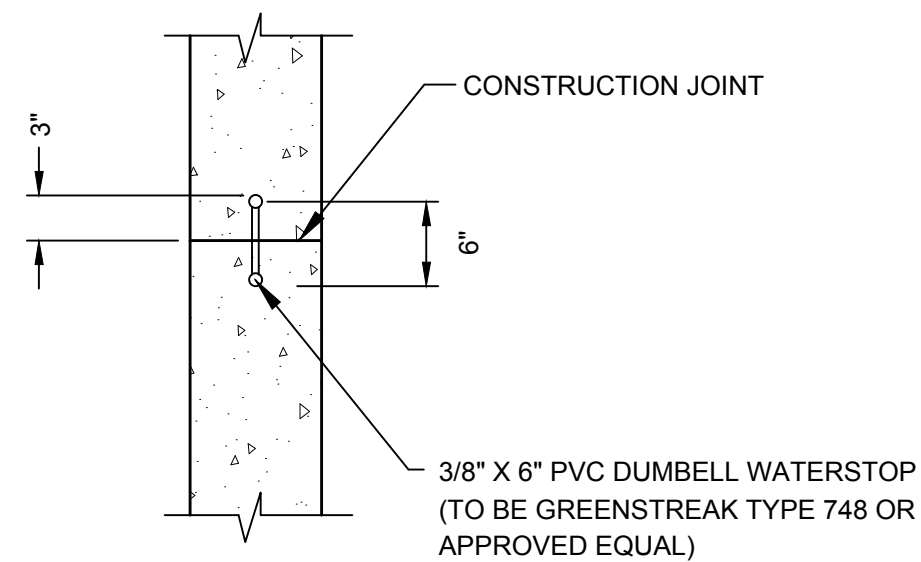 CONSTRUCTION JOINT
3"
6"
3/8" X 6" PVC DUMBELL WATERSTOP
(TO BE GREENSTREAK TYPE 748 OR
APPROVED EQUAL)